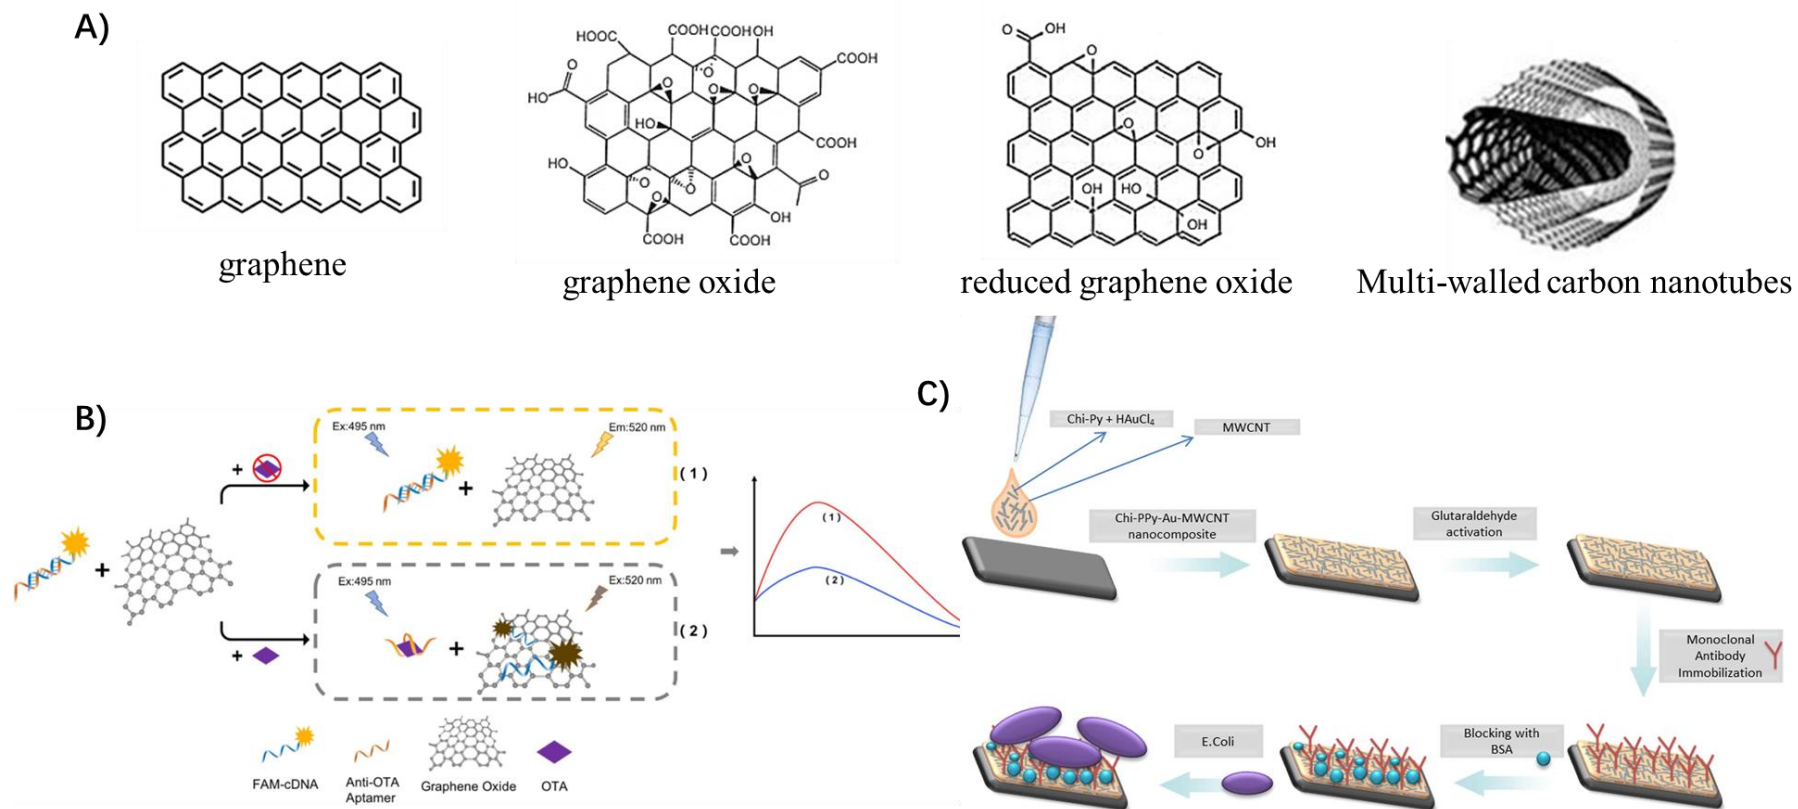 A)
HOOC
COOH
COOH
OH
COOH
O
O
O
O
O
HO
HO
COOH
HO
O
O
O
O
O
OH
COOH
COOH
O
OH
O
O
O
OH
OH
HO
OH
graphene
graphene oxide
reduced graphene oxide
Multi-walled carbon nanotubes
B)
Ex:495 nm
Em:520 nm
+
+
(1)
+
Ex:495 nm
Ex:520 nm
+
+
(2)
(1)
(2)
FAM-cDNA
Anti-OTA
Aptamer
Graphene Oxide
OTA
C)
Chi-Py + HAuCl4
MWCNT
Chi-PPy-Au-MWCNT
nanocomposite
Glutaraldehyde
activation
Monoclonal
Antibody
Immobilization
Blocking with
BSA
E.Coli